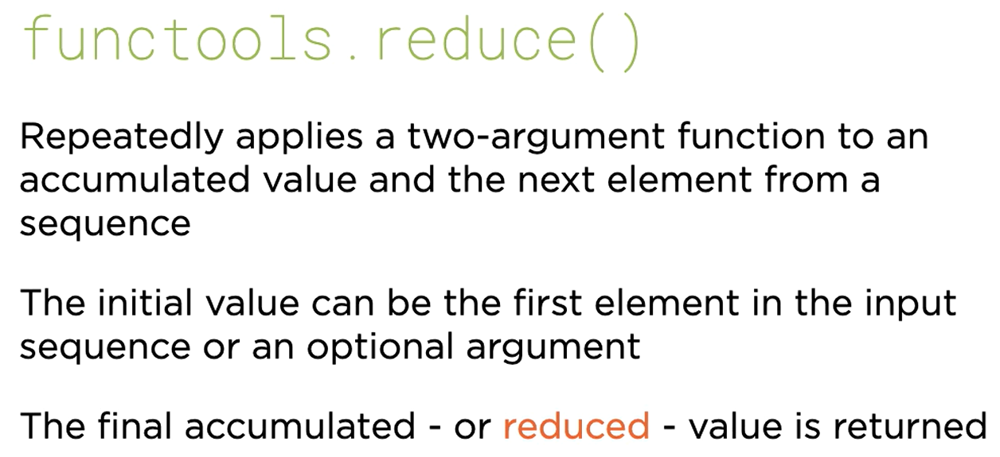 functools.reduce()
Repeatedly applies a two-argument function to an
accumulated value and the next element from a
sequence
The initial value can be the first element in the input
sequence or an optional argument
The final accumulated - or reduced - value is returned